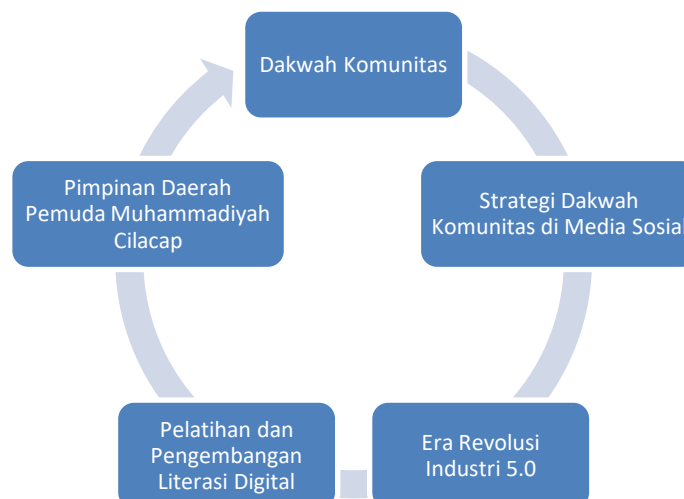 Dakwah Komunitas
Strategi Dakwah
Komunitas di Media Sosial
Era Revolusi
Industri 5.0
Pelatihan dan
Pengembangan
Literasi Digital
Pimpinan Daerah
Pemuda Muhammadiyah
Cilacap